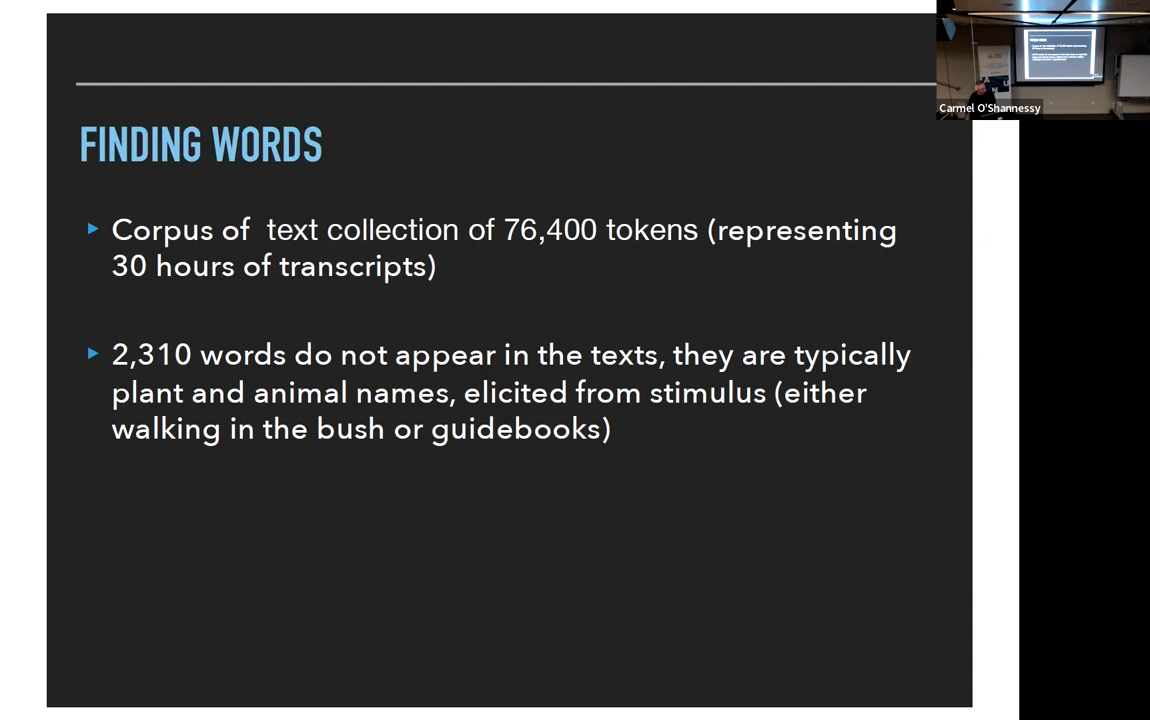 FINDING WORDS
Corpus of text collection of 76,400 tokens (representing
30 hours of transcripts)
2,310 words do not appear in the texts, they are typically
plant and animal names, elicited from stimulus (either
walking in the bush or guidebooks)
Carmel O'Shannessy